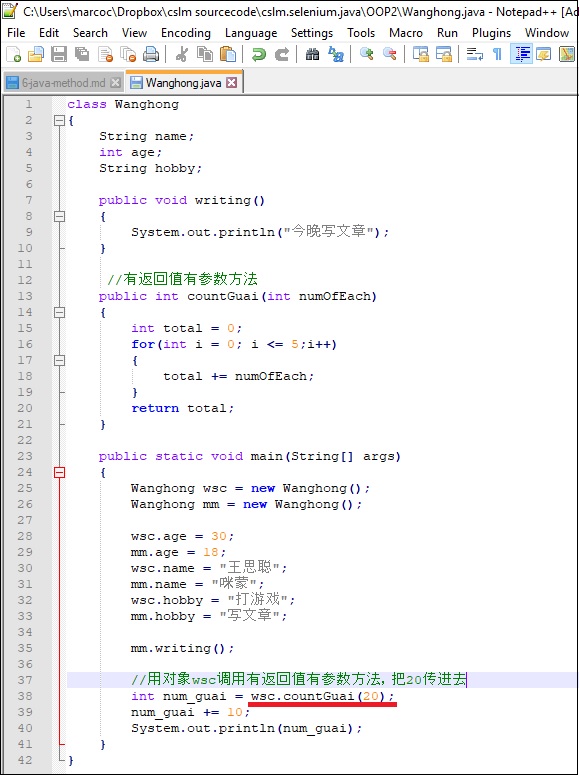 C:\Users\marcoc\Dropbox\cslm sourcecode\cslm.selenium.java\OOP2\Wanghong.java - Notepad++ [Ad
File Edit Search View Encoding Language Settings Tools Macro Run Plugins Window
6-java-method.md Wanghong.java
1 class Wanghong
2 {
3 String name;
4 int age;
5 String hobby;
6
7 public void writing()
8 {
9 System.out.println("今晚写文章");
10 }
11
12 //有返回值有参数方法
13 public int countGuai(int numOfEach)
14 {
15 int total = 0;
16 for(int i = 0; i <= 5;i++)
17 {
18 total += numOfEach;
19 }
20 return total;
21 }
22
23 public static void main(String[] args)
24 {
25 Wanghong wsc = new Wanghong();
26 Wanghong mm = new Wanghong();
27
28 wsc.age = 30;
29 mm.age = 18;
30 wsc.name = "王思聪";
31 mm.name = "咪蒙";
32 wsc.hobby = "打游戏";
33 mm.hobby = "写文章";
34
35 mm.writing();
36
37 //用对象wsc调用有返回值有参数方法，把20传进去
38 int num_guai = wsc.countGuai(20);
39 num_guai += 10;
40 System.out.println(num_guai);
41 }
42 }